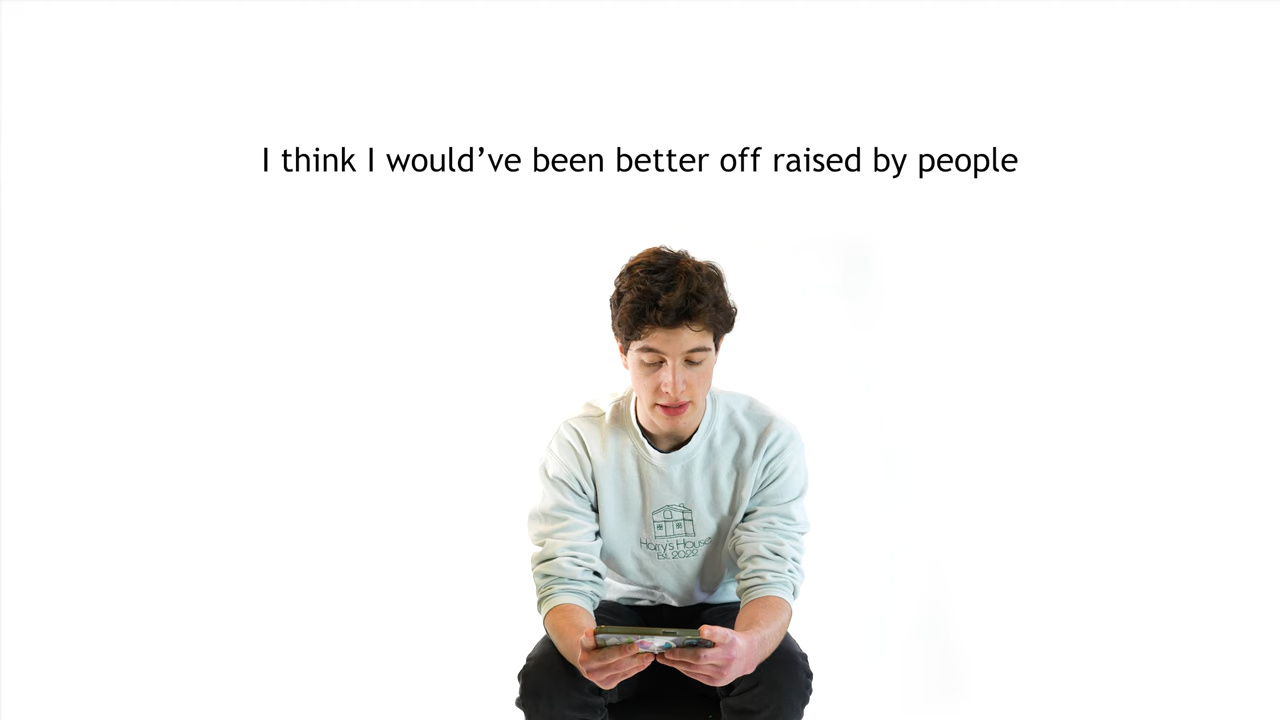 I think I would’ve been better off raised by people
Harry's House
Est. 2022